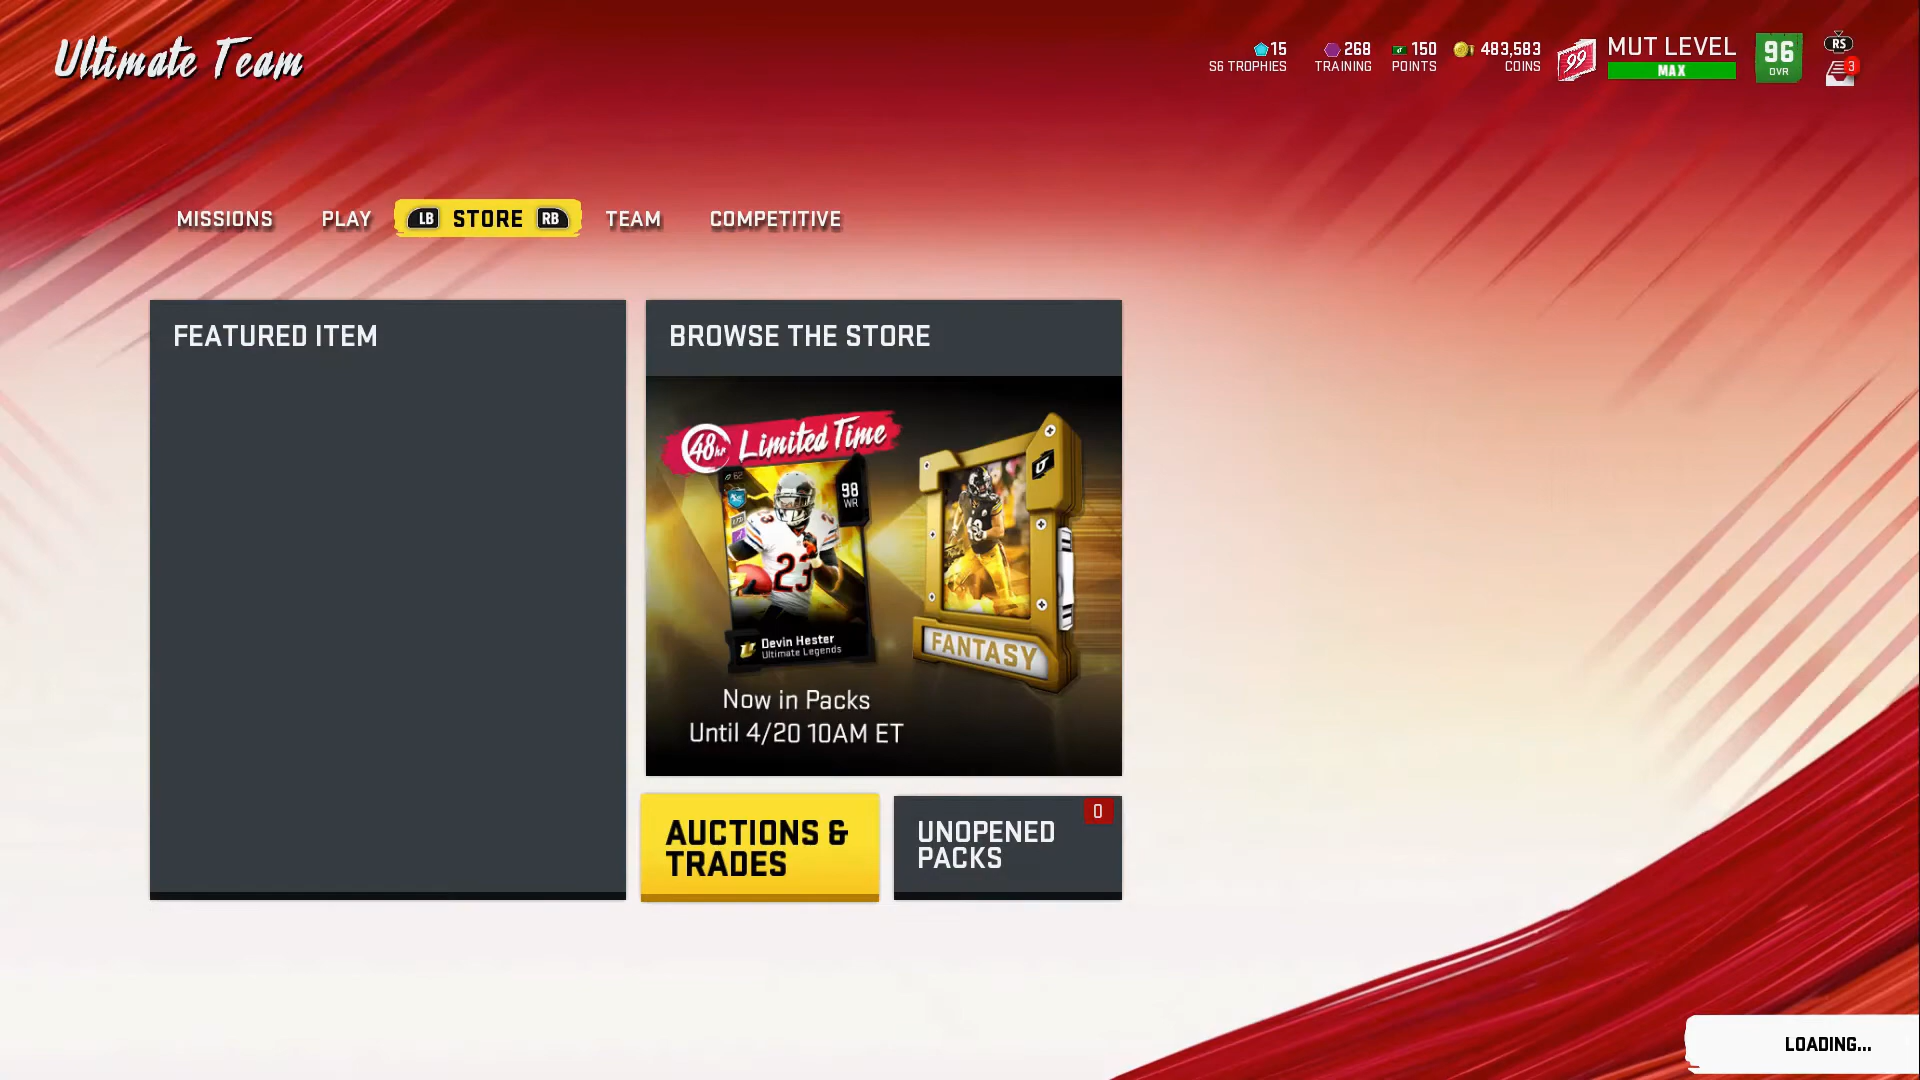 Ultimate Team
15
S6 TROPHIES
268
TRAINING
150
POINTS
483,583
COINS
99
MUT LEVEL
MAX
96
OVR
RS
3
MISSIONS
PLAY
LB STORE RB
TEAM
COMPETITIVE
FEATURED ITEM
BROWSE THE STORE
48hr Limited Time
98
WR
23
Devin Hester
Ultimate Legends
FANTASY
Now in Packs
Until 4/20 10AM ET
AUCTIONS &
TRADES
0
UNOPENED
PACKS
LOADING...